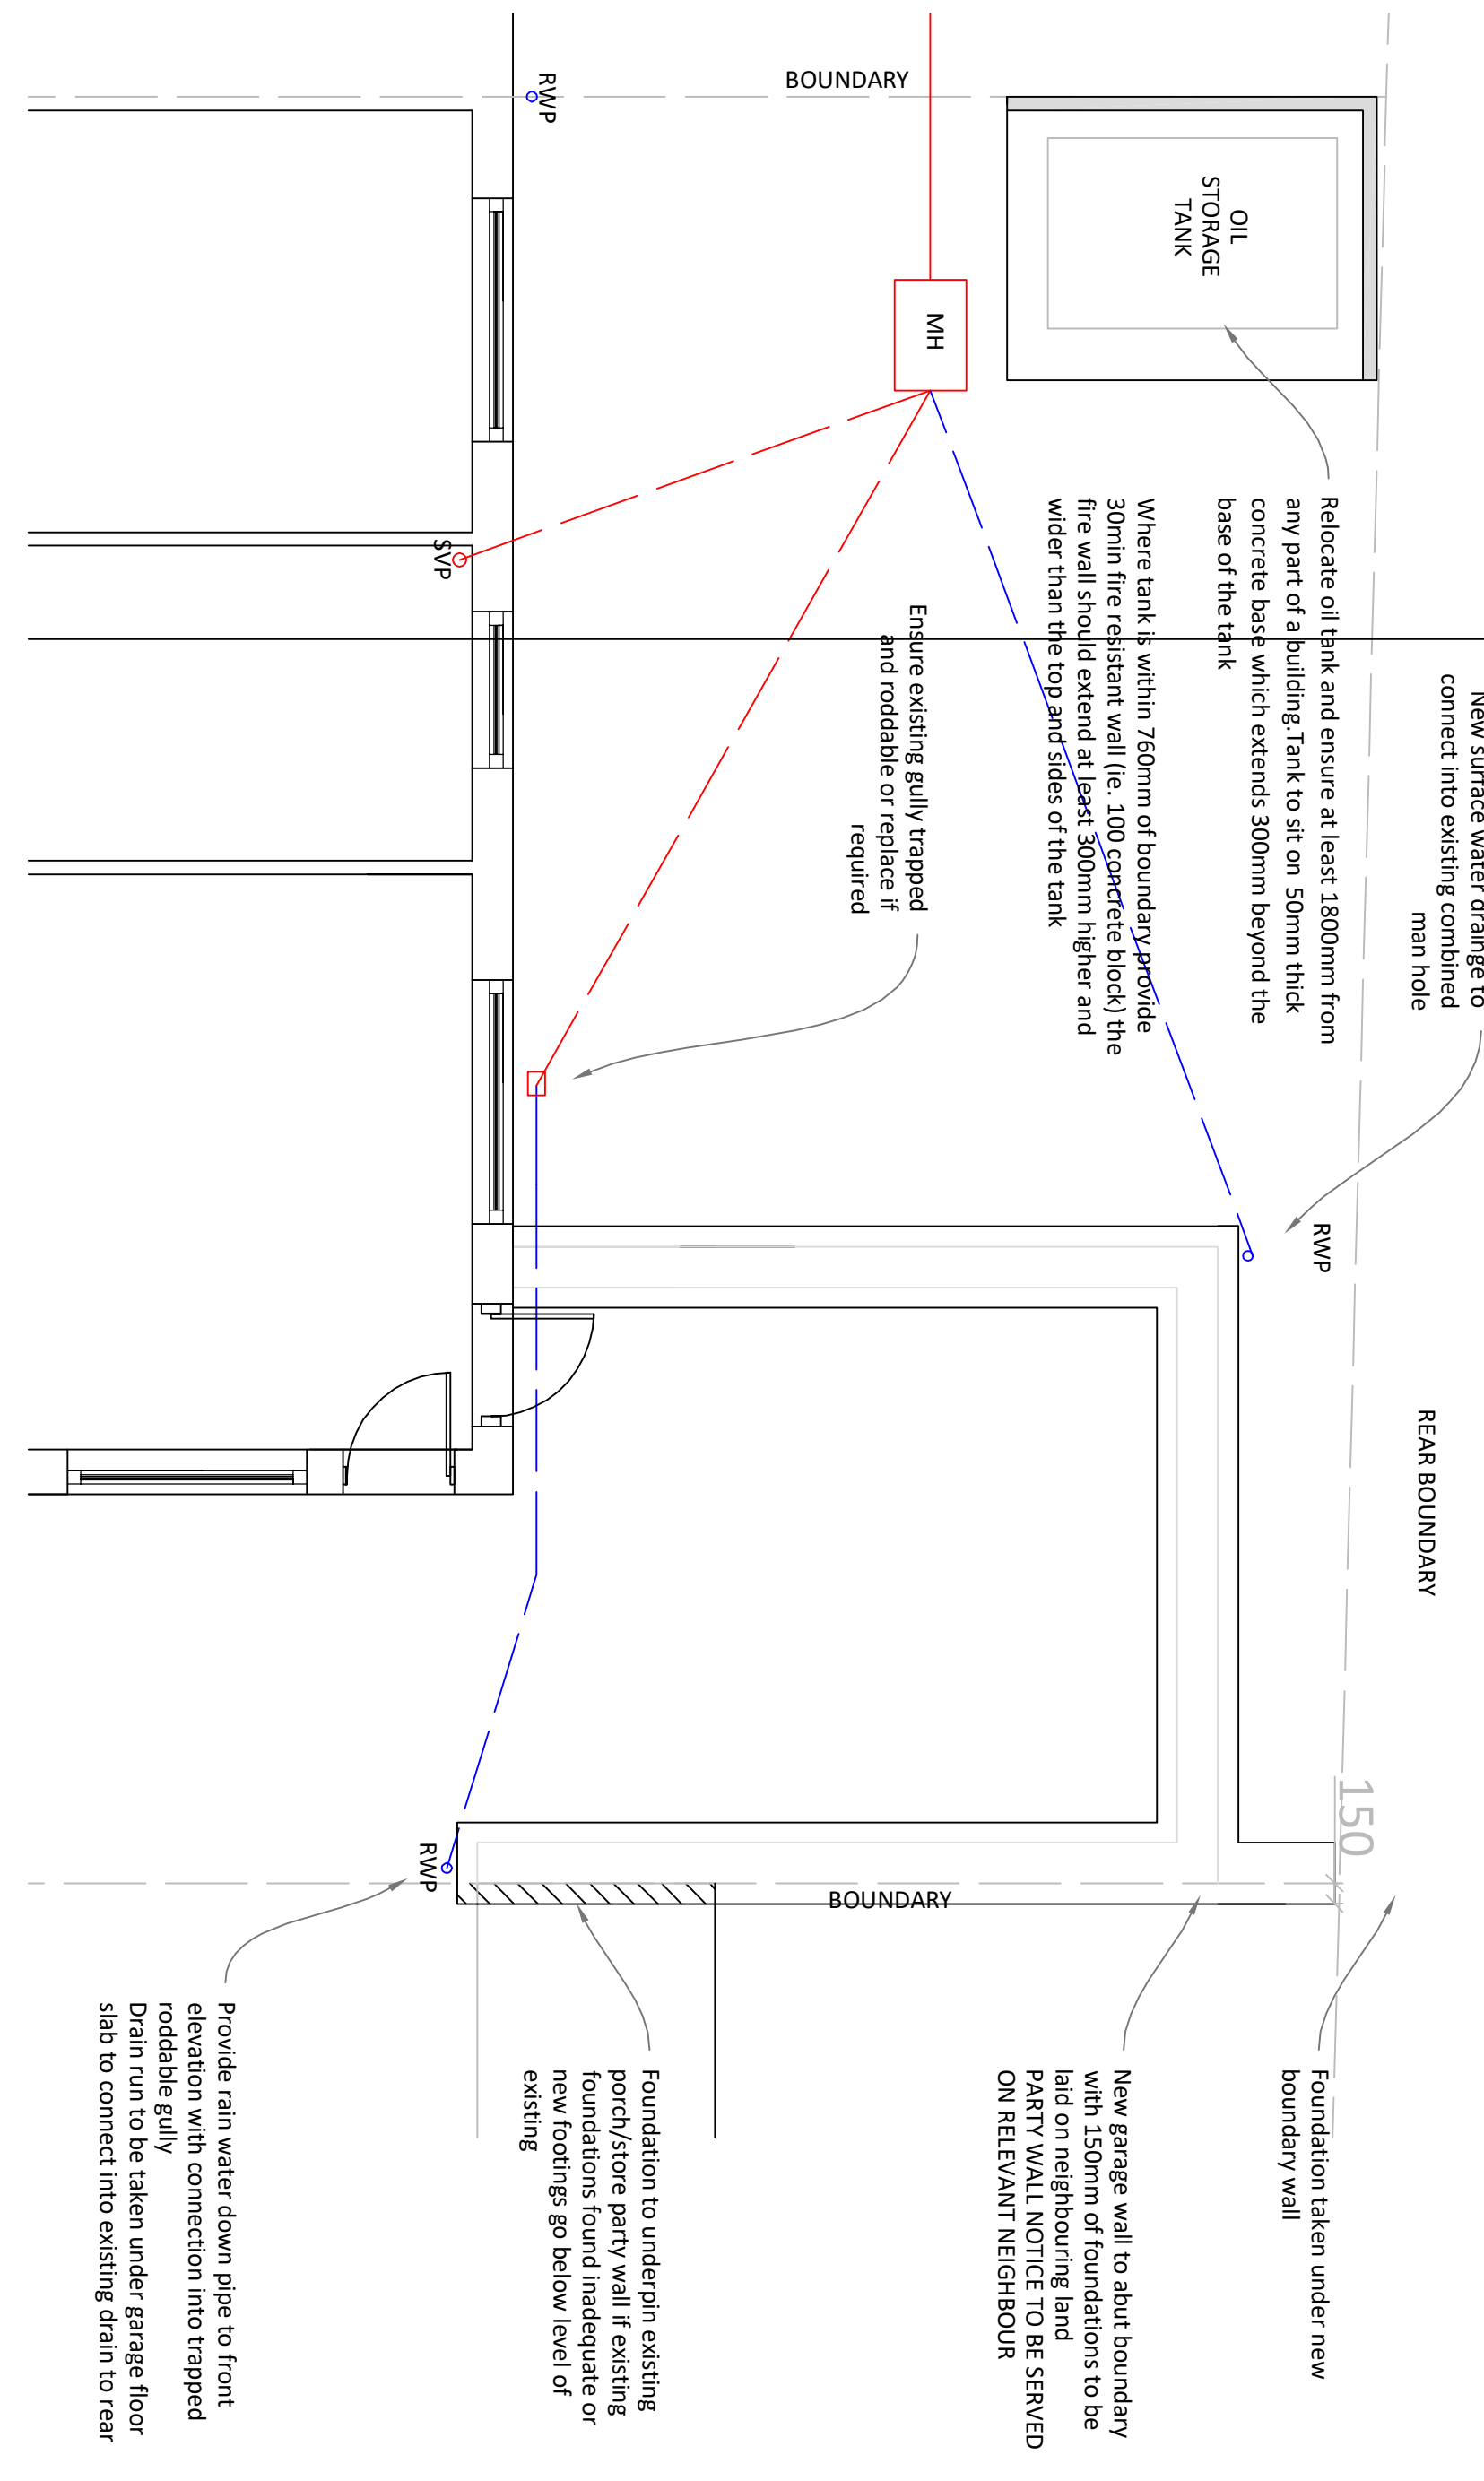 BOUNDARY
RWP
OIL
STORAGE
TANK
MH
SVP
Relocate oil tank and ensure at least 1800mm from
any part of a building.Tank to sit on 50mm thick
concrete base which extends 300mm beyond the
base of the tank
Where tank is within 760mm of boundary provide
30min fire resistant wall (ie. 100 concrete block) the
fire wall should extend at least 300mm higher and
wider than the top and sides of the tank
Ensure existing gully trapped
and roddable or replace if
required
New surface water drainge to
connect into existing combined
man hole
RWP
REAR BOUNDARY
150
RWP
BOUNDARY
Foundation taken under new
boundary wall
New garage wall to abut boundary
with 150mm of foundations to be
laid on neighbouring land
PARTY WALL NOTICE TO BE SERVED
ON RELEVANT NEIGHBOUR
Foundation to underpin existing
porch/store party wall if existing
foundations found inadequate or
new footings go below level of
existing
Provide rain water down pipe to front
elevation with connection into trapped
roddable gully
Drain run to be taken under garage floor
slab to connect into existing drain to rear